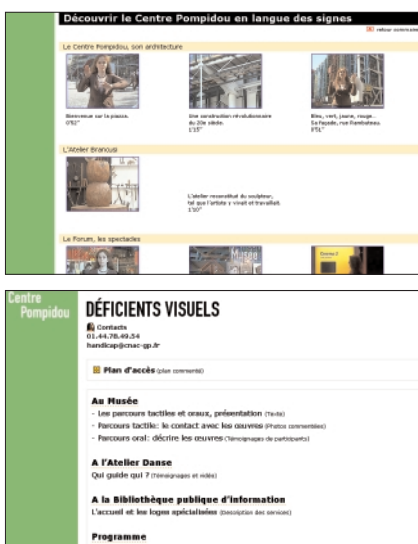 Découvrir le Centre Pompidou en langue des signes
retour sommaire
Le Centre Pompidou, son architecture
Bienvenue sur la piazza.
0'52"
Une construction révolutionnaire
du 20e siècle.
1'15"
Bleu, vert, jaune, rouge...
Sa façade, rue Rambuteau.
0'51"
L'Atelier Brancusi
L'atelier reconstitué du sculpteur,
tel que l'artiste y vivait et travaillait.
1'10"
Le Forum, les spectacles
Musée
Centre
Pompidou
DÉFICIENTS VISUELS
Contacts
01.44.78.49.54
handicap@cnac-gp.fr
Plan d'accès (plan commenté)
Au Musée
- Les parcours tactiles et oraux, présentation (Texte)
- Parcours tactile: le contact avec les œuvres (Photos commentées)
- Parcours oral: décrire les œuvres (Témoignages de participants)
A l'Atelier Danse
Qui guide qui ? (Témoignages et vidéo)
A la Bibliothèque publique d'information
L'accueil et les loges spécialisées (Description des services)
Programme